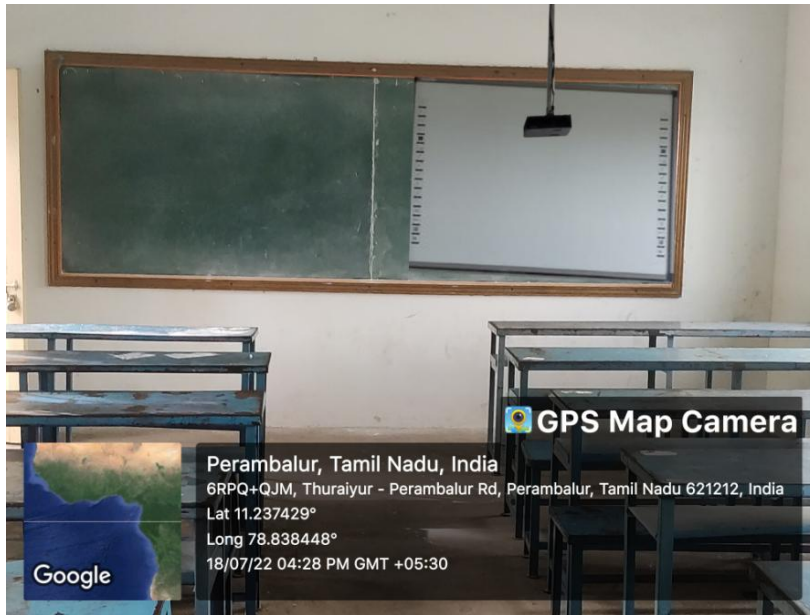 GPS Map Camera
Perambalur, Tamil Nadu, India
6RPQ+QJM, Thuraiyur - Perambalur Rd, Perambalur, Tamil Nadu 621212, India
Lat 11.237429°
Long 78.838448°
18/07/22 04:28 PM GMT +05:30
Google